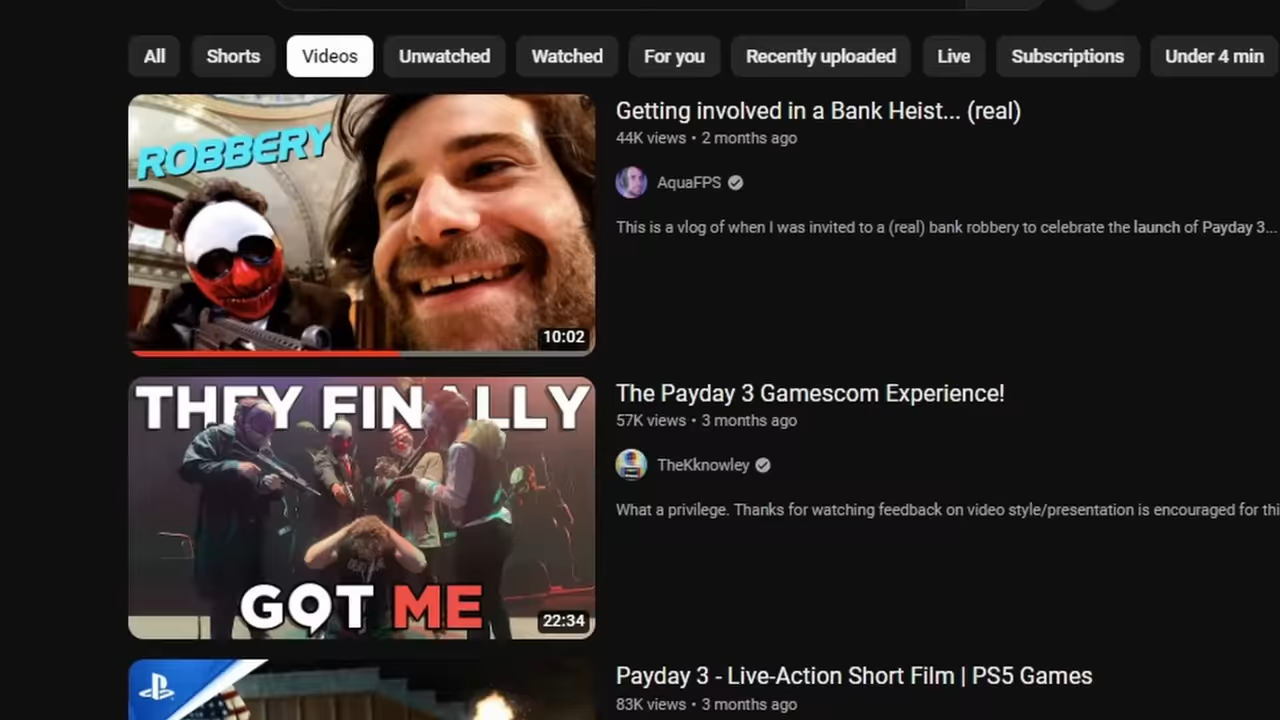 All
Shorts
Videos
Unwatched
Watched
For you
Recently uploaded
Live
Subscriptions
Under 4 min
ROBBERY
10:02
Getting involved in a Bank Heist... (real)
44K views • 2 months ago
AquaFPS
This is a vlog of when I was invited to a (real) bank robbery to celebrate the launch of Payday 3...
THEY FINALLY
GOT ME
22:34
The Payday 3 Gamescom Experience!
57K views • 3 months ago
TheKknowley
What a privilege. Thanks for watching feedback on video style/presentation is encouraged for thi
Payday 3 - Live-Action Short Film | PS5 Games
83K views • 3 months ago